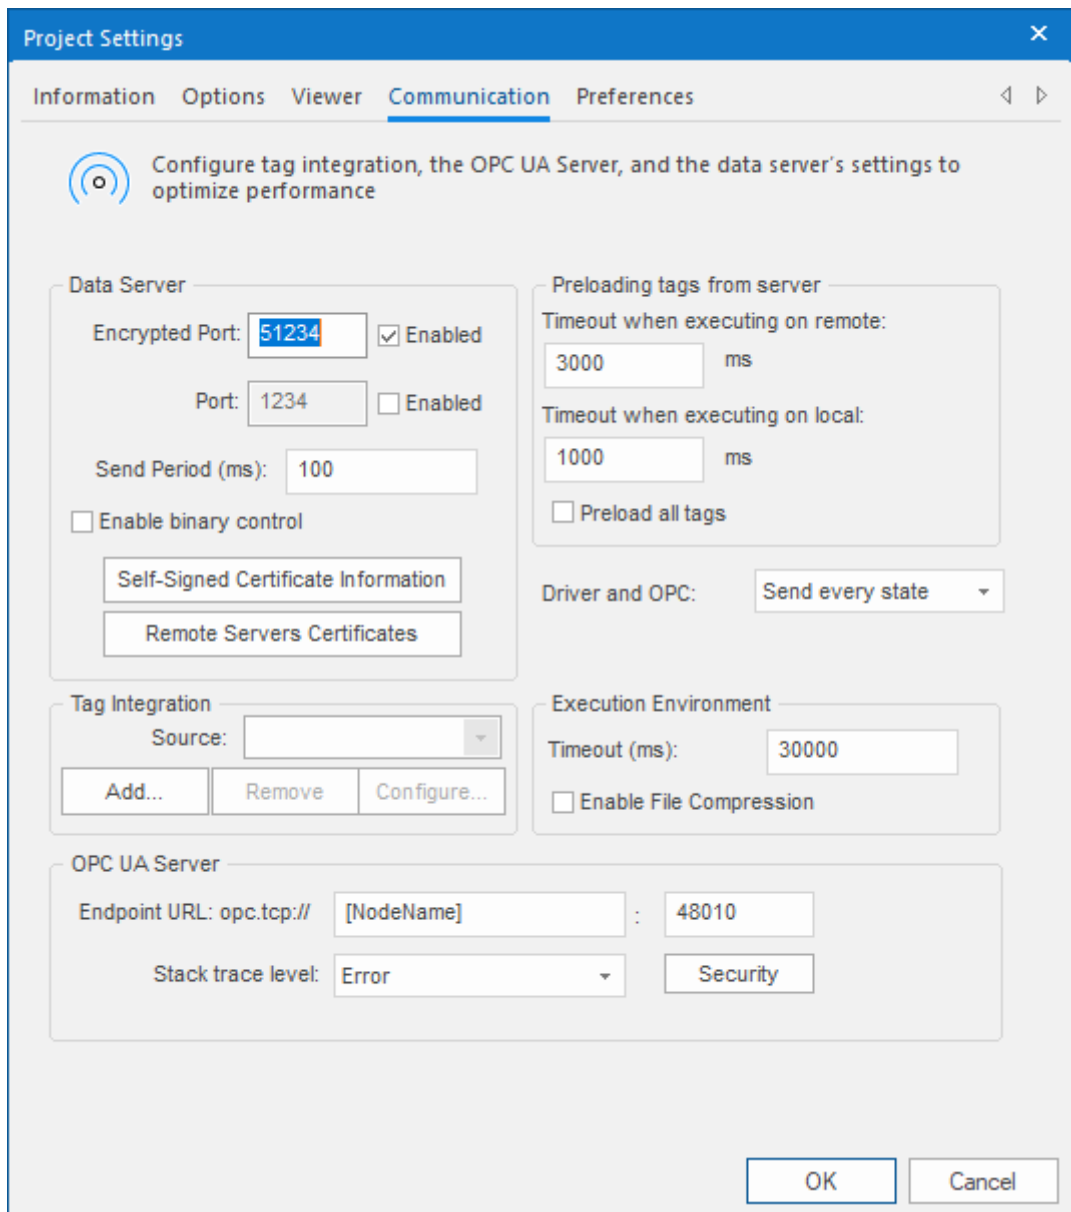 Project Settings
Information Options Viewer Communication Preferences
Configure tag integration, the OPC UA Server, and the data server's settings to
optimize performance
Data Server
Encrypted Port: 51234 Enabled
Port: 1234 Enabled
Send Period (ms): 100
Enable binary control
Self-Signed Certificate Information
Remote Servers Certificates
Preloading tags from server
Timeout when executing on remote:
3000 ms
Timeout when executing on local:
1000 ms
Preload all tags
Driver and OPC: Send every state
Tag Integration
Source:
Add... Remove Configure...
Execution Environment
Timeout (ms): 30000
Enable File Compression
OPC UA Server
Endpoint URL: opc.tcp:// [NodeName] : 48010
Stack trace level: Error Security
OK Cancel